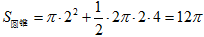 S圆锥 = π·2² + 1/2·2π·2·4 = 12π